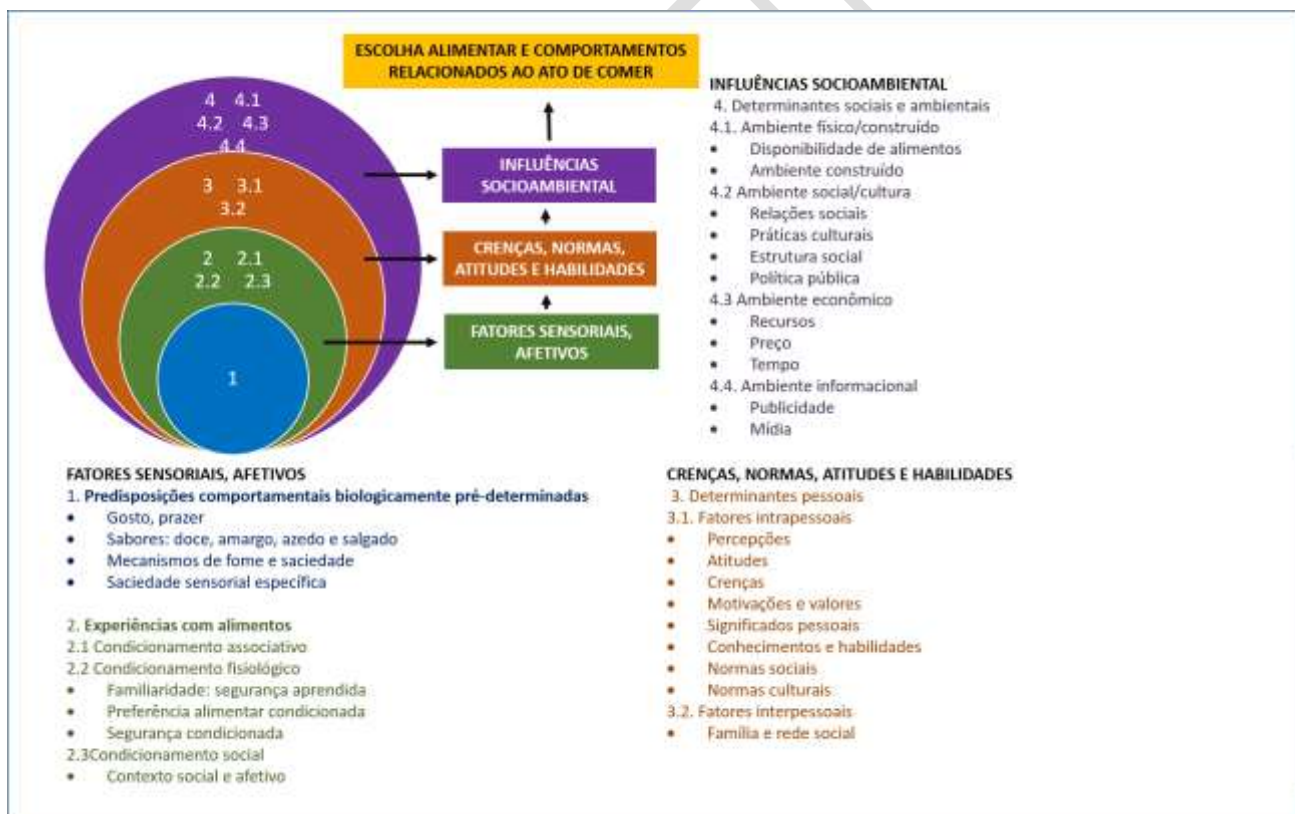 ESCOLHA ALIMENTAR E COMPORTAMENTOS
RELACIONADOS AO ATO DE COMER
4 4.1
4.2 4.3
4.4
3 3.1
3.2
2 2.1
2.2 2.3
1
INFLUÊNCIAS
SOCIOAMBIENTAL
CRENÇAS, NORMAS,
ATITUDES E HABILIDADES
FATORES SENSORIAIS,
AFETIVOS
INFLUÊNCIAS SOCIOAMBIENTAL
4. Determinantes sociais e ambientais
4.1. Ambiente físico/construído
• Disponibilidade de alimentos
• Ambiente construído
4.2 Ambiente social/cultura
• Relações sociais
• Práticas culturais
• Estrutura social
• Política pública
4.3 Ambiente econômico
• Recursos
• Preço
• Tempo
4.4. Ambiente informacional
• Publicidade
• Mídia
FATORES SENSORIAIS, AFETIVOS
1. Predisposições comportamentais biologicamente pré-determinadas
• Gosto, prazer
• Sabores: doce, amargo, azedo e salgado
• Mecanismos de fome e saciedade
• Saciedade sensorial específica
2. Experiências com alimentos
2.1 Condicionamento associativo
2.2 Condicionamento fisiológico
• Familiaridade: segurança aprendida
• Preferência alimentar condicionada
• Segurança condicionada
2.3Condicionamento social
• Contexto social e afetivo
CRENÇAS, NORMAS, ATITUDES E HABILIDADES
3. Determinantes pessoais
3.1. Fatores intrapessoais
• Percepções
• Atitudes
• Crenças
• Motivações e valores
• Significados pessoais
• Conhecimentos e habilidades
• Normas sociais
• Normas culturais
3.2. Fatores interpessoais
• Família e rede social